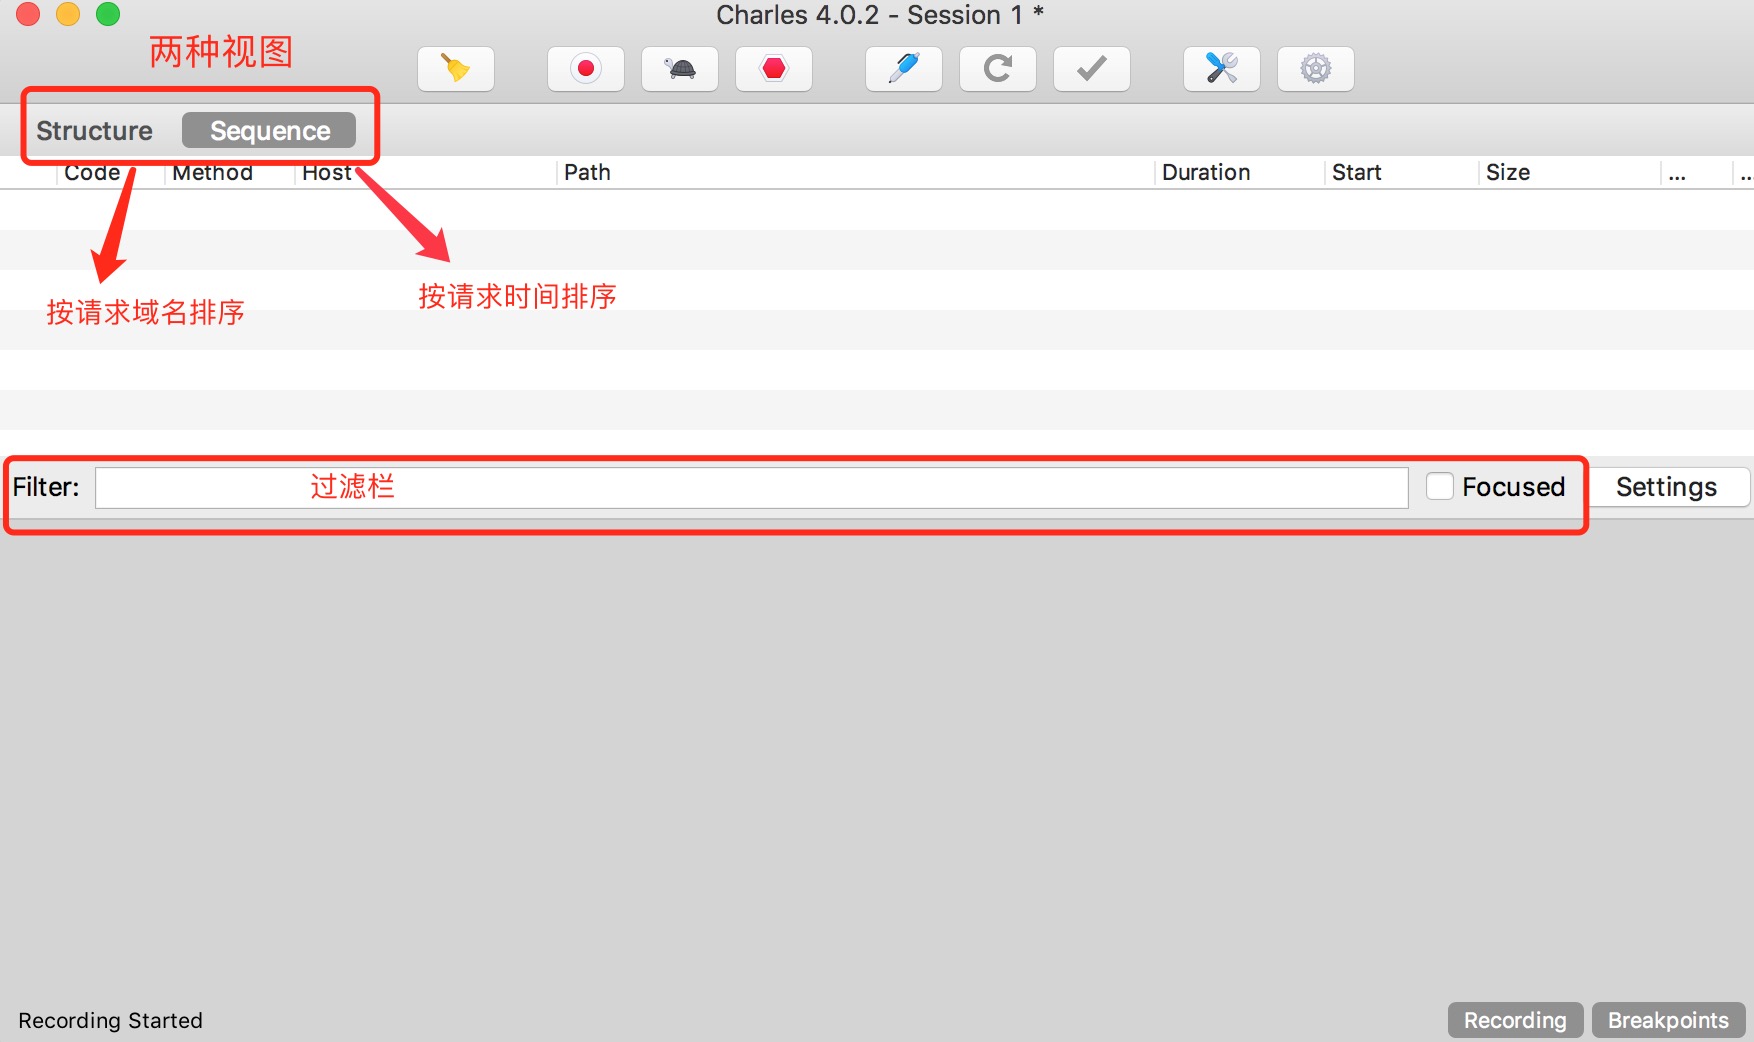 Charles 4.0.2 - Session 1 *
两种视图
Structure Sequence
Code Method Host Path Duration Start Size ... ...
按请求域名排序
按请求时间排序
Filter: 过滤栏 Focused Settings
Recording Started Recording Breakpoints